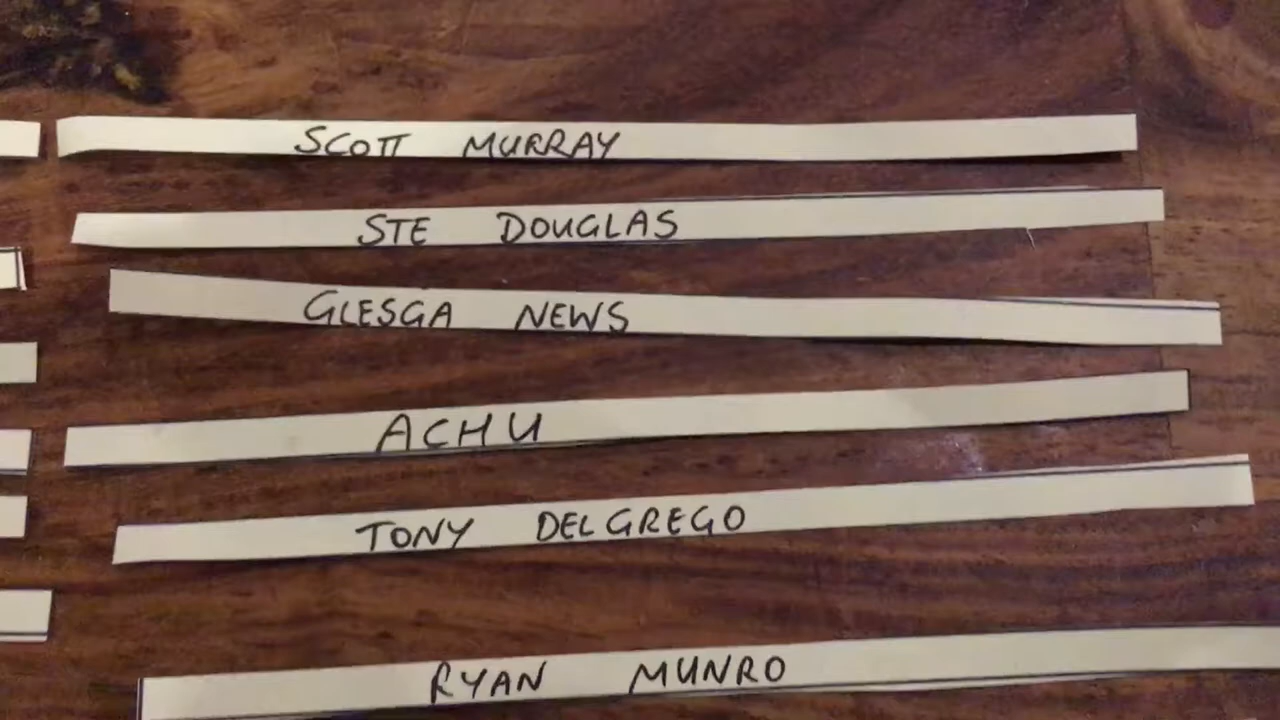 SCOTT MURRAY
STE DOUGLAS
GLESGA NEWS
ACHU
TONY DELGREGO
RYAN MUNRO